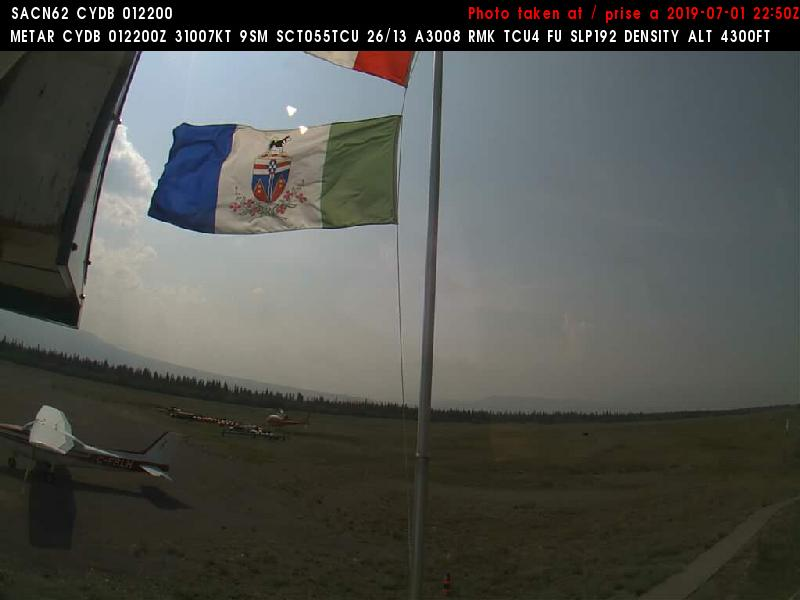 SACN62 CYDB 012200
Photo taken at / prise a 2019-07-01 22:50Z
METAR CYDB 012200Z 31007KT 9SM SCT055TCU 26/13 A3008 RMK TCU4 FU SLP192 DENSITY ALT 4300FT